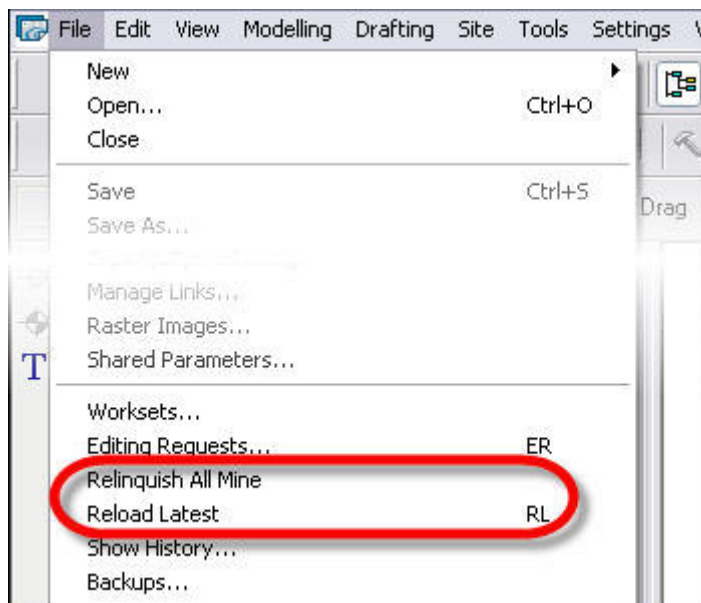 File Edit View Modelling Drafting Site Tools Settings
New
Open... Ctrl+O
Close
Save Ctrl+S
Drag
Save As...
Manage Links...
Raster Images...
Shared Parameters...
T
Worksets...
Editing Requests... ER
Relinquish All Mine
Reload Latest RL
Show History...
Backups...